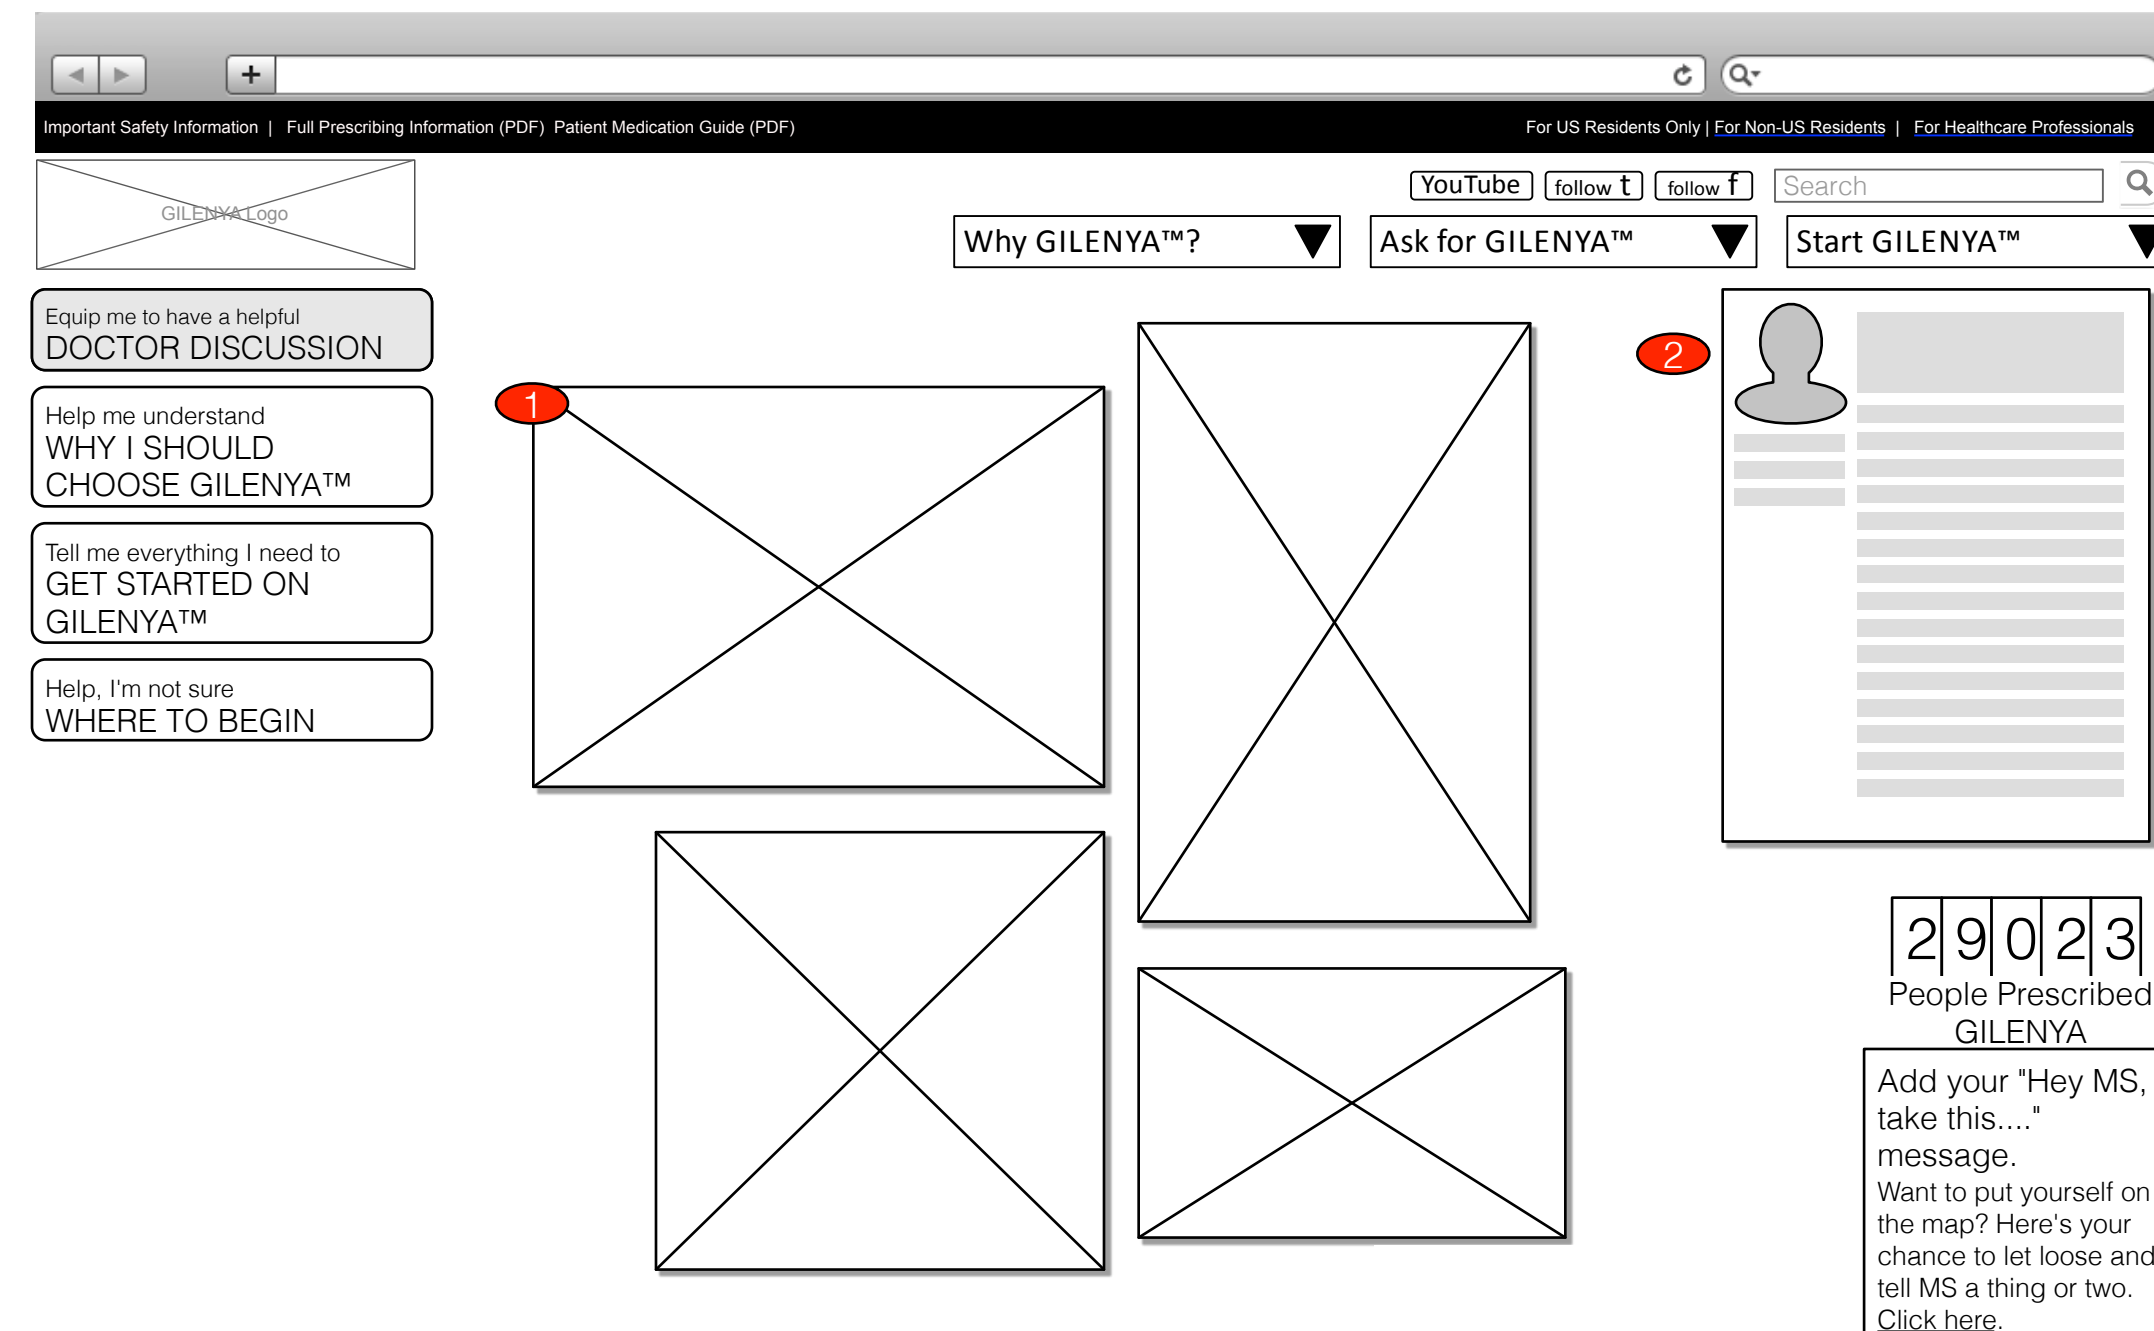 Important Safety Information | Full Prescribing Information (PDF) Patient Medication Guide (PDF)
For US Residents Only | For Non-US Residents | For Healthcare Professionals
GILENYA Logo
YouTube
follow t
follow f
Search
Why GILENYA™?
Ask for GILENYA™
Start GILENYA™
Equip me to have a helpful
DOCTOR DISCUSSION
Help me understand
WHY I SHOULD
CHOOSE GILENYA™
Tell me everything I need to
GET STARTED ON
GILENYA™
Help, I'm not sure
WHERE TO BEGIN
1
2
29023
People Prescribed
GILENYA
Add your "Hey MS,
take this...."
message.
Want to put yourself on
the map? Here's your
chance to let loose and
tell MS a thing or two.
Click here.